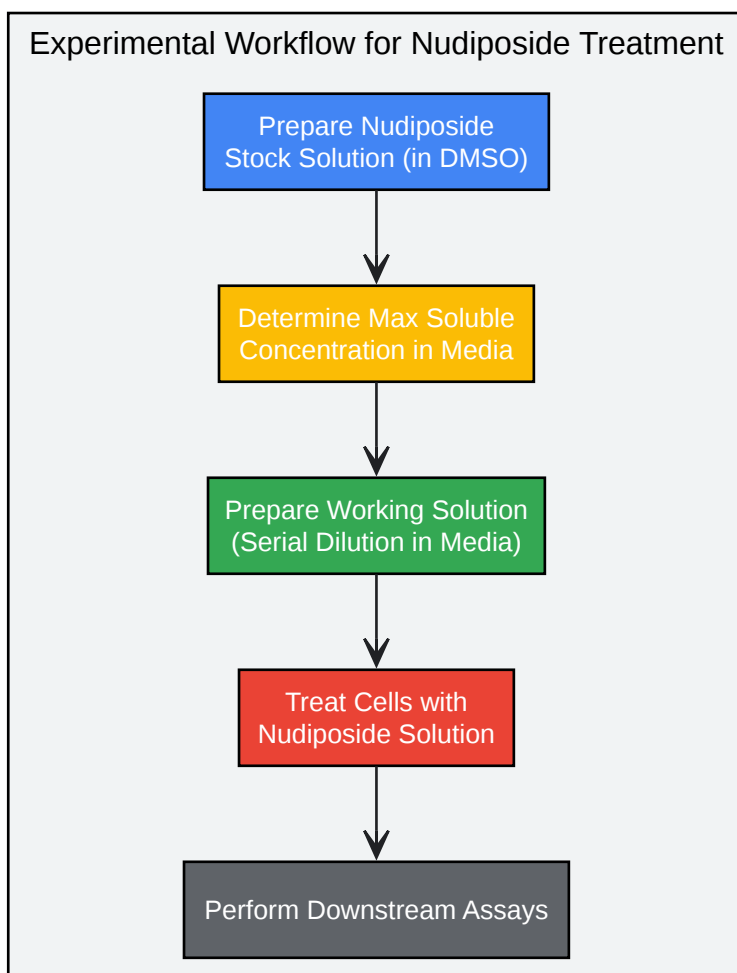 Experimental Workflow for Nudiposide Treatment
Prepare Nudiposide
Stock Solution (in DMSO)
Determine Max Soluble
Concentration in Media
Prepare Working Solution
(Serial Dilution in Media)
Treat Cells with
Nudiposide Solution
Perform Downstream Assays